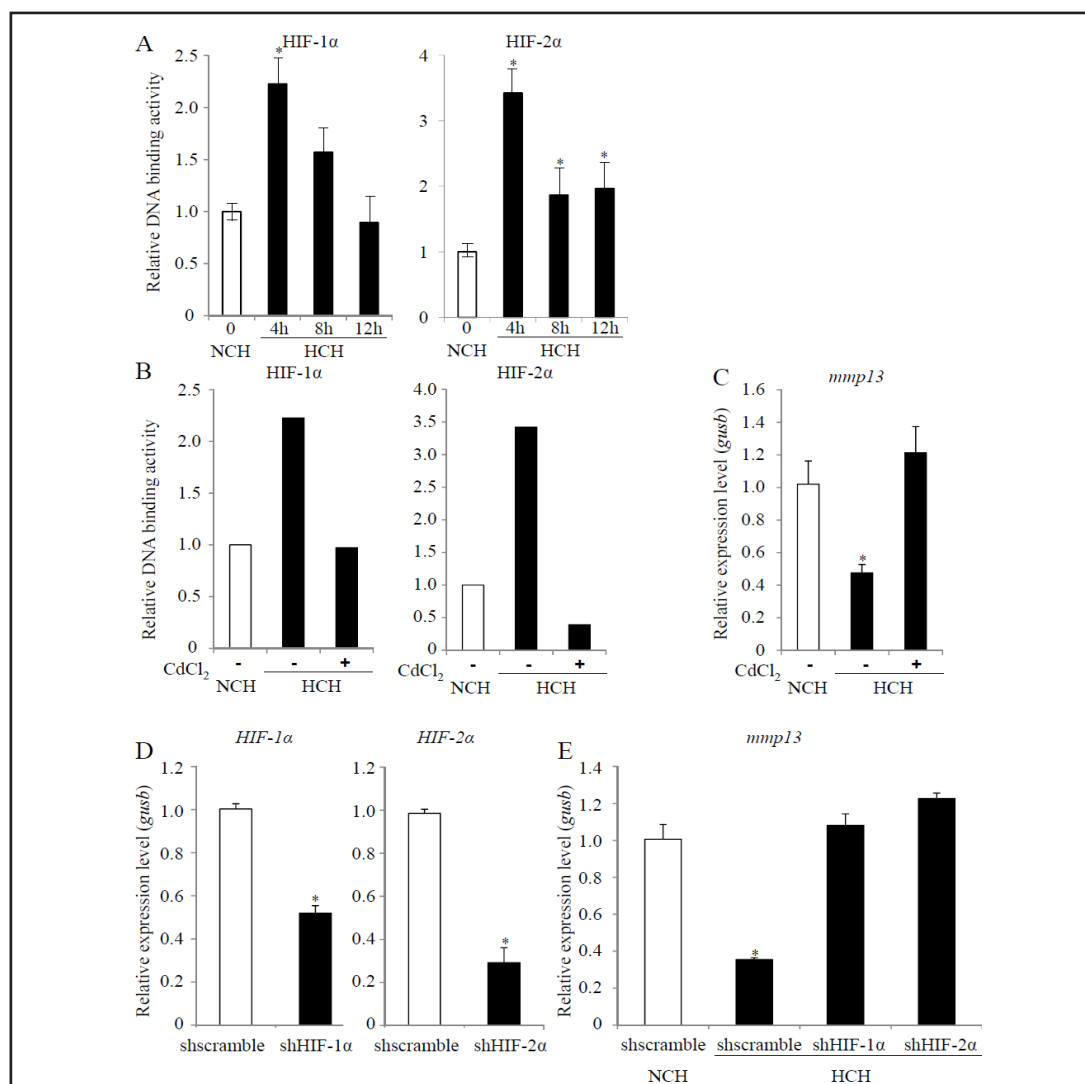 A
HIF-1α
HIF-2α
Relative DNA binding activity
2.5
2.0
1.5
1.0
0.5
0
*
0 4h 8h 12h
NCH HCH
4
3
2
1
0
* * *
0 4h 8h 12h
NCH HCH
B
HIF-1α
HIF-2α
Relative DNA binding activity
2.5
2.0
1.5
1.0
0.5
0
CdCl2 - - +
NCH HCH
4.0
3.5
3.0
2.5
2.0
1.5
1.0
0.5
0
CdCl2 - - +
NCH HCH
C
mmp13
Relative expression level (gusb)
1.6
1.4
1.2
1.0
0.8
0.6
0.4
0.2
0
*
CdCl2 - - +
NCH HCH
D
HIF-1α
HIF-2α
Relative expression level (gusb)
1.2
1.0
0.8
0.6
0.4
0.2
0
*
shscramble shHIF-1α
1.2
1.0
0.8
0.6
0.4
0.2
0
*
shscramble shHIF-2α
E
mmp13
Relative expression level (gusb)
1.4
1.2
1.0
0.8
0.6
0.4
0.2
0
*
shscramble shscramble shHIF-1α shHIF-2α
NCH HCH